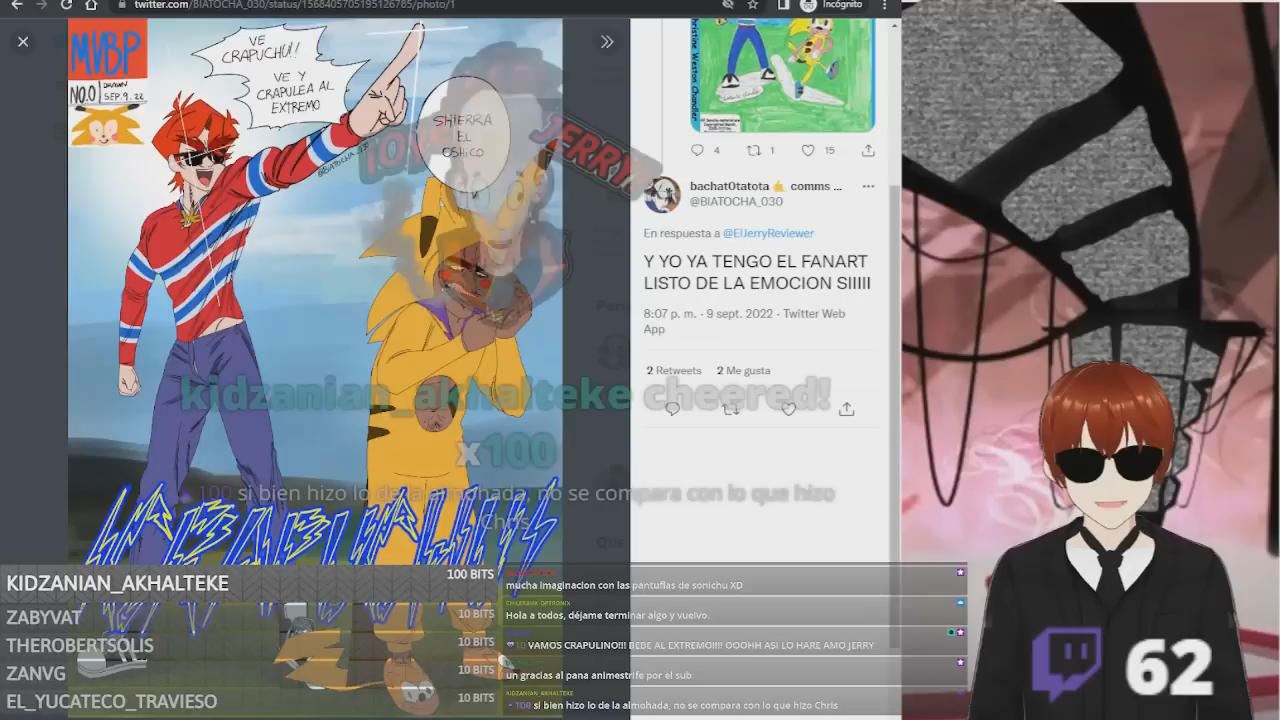 twitter.com/BIATOCHA_030/status/1568405705195126785/photo/1
Incógnito
MVBP
NO.0
DRAWN
SEP.9.22
VE
CRAPUCHU!!
VE Y
CRAPULEA AL
EXTREMO
@BIATOCHA_030
SHIERRA
EL
OSHICO
JERRY
hristine Weston Chandler
4
1
15
bachat0tatota comms ...
@BIATOCHA_030
En respuesta a @ElJerryReviewer
Y YO YA TENGO EL FANART
LISTO DE LA EMOCION SIIIII
8:07 p. m. · 9 sept. 2022 · Twitter Web
App
2 Retweets 2 Me gusta
kidzanian_akhalteke cheered!
x100
100 si bien hizo lo de la almohada, no se compara con lo que hizo
Chris
KIDZANIAN_AKHALTEKE 100 BITS
ZABYVAT 10 BITS
THEROBERTSOLIS 10 BITS
ZANVG 10 BITS
EL_YUCATECO_TRAVIESO 10 BITS
mucha imaginacion con las pantuflas de sonichu XD
Hola a todos, déjame terminar algo y vuelvo.
10 VAMOS CRAPULINO!!! BEBE AL EXTREMO!!!! OOOHH ASI LO HARE AMO JERRY
un gracias al pana animestrife por el sub
KIDZANIAN_AKHALTEKE
100 si bien hizo lo de la almohada, no se compara con lo que hizo Chris
62